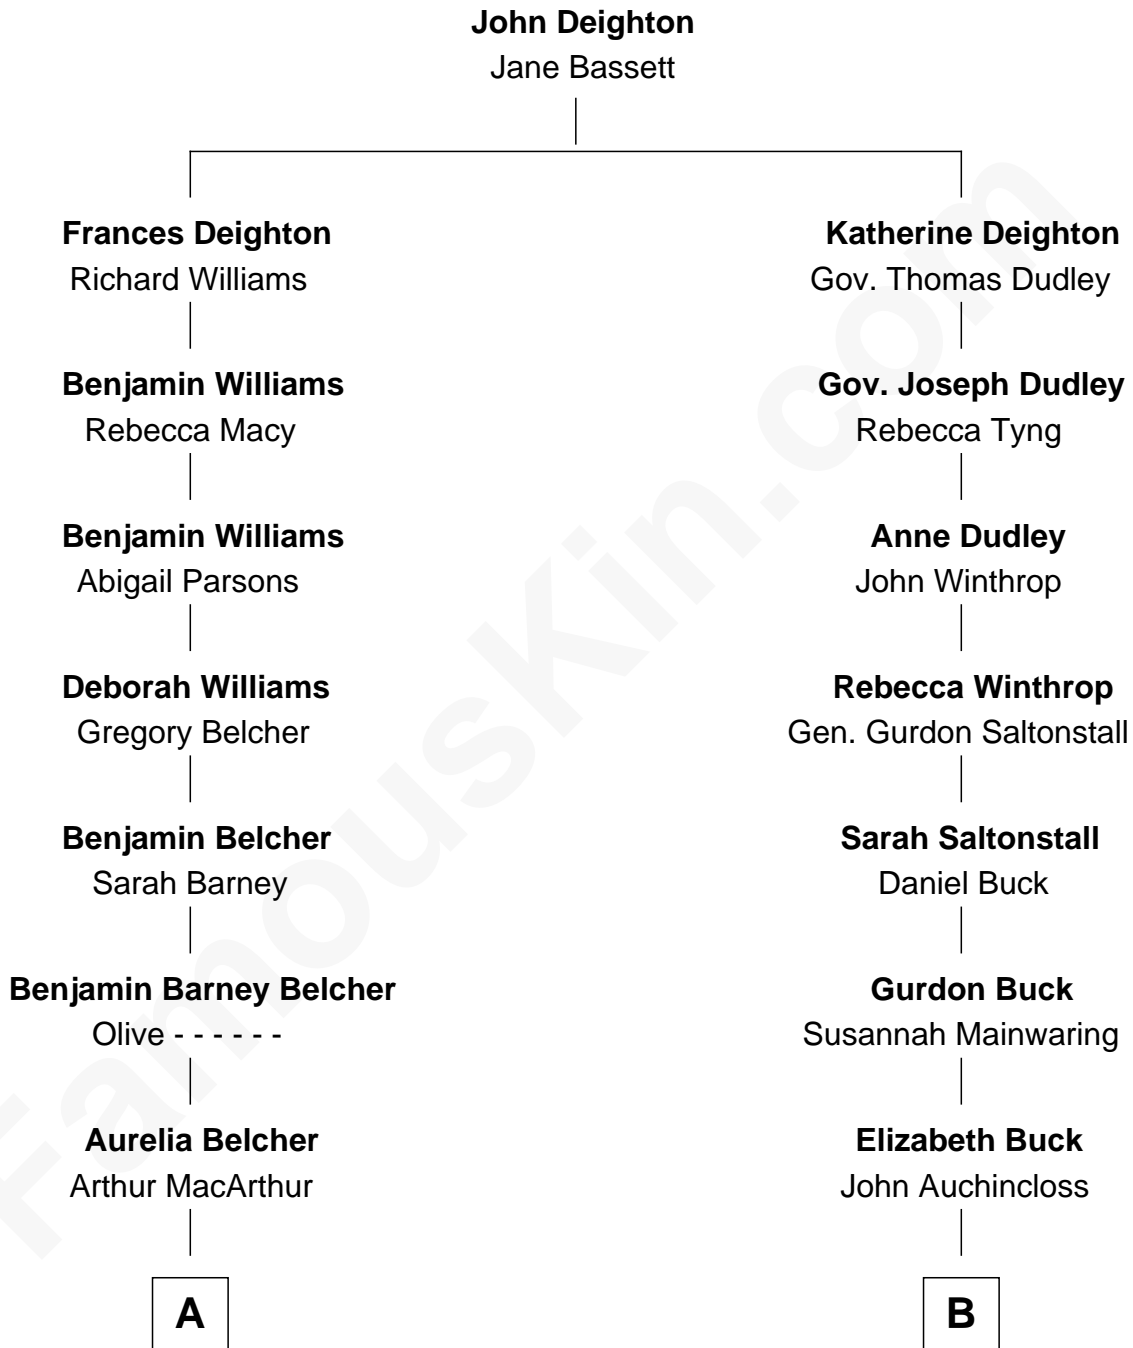 John Deighton
Jane Bassett
Frances Deighton
Richard Williams
Katherine Deighton
Gov. Thomas Dudley
Benjamin Williams
Rebecca Macy
Gov. Joseph Dudley
Rebecca Tyng
Benjamin Williams
Abigail Parsons
Anne Dudley
John Winthrop
Deborah Williams
Gregory Belcher
Rebecca Winthrop
Gen. Gurdon Saltonstall
Benjamin Belcher
Sarah Barney
Sarah Saltonstall
Daniel Buck
Benjamin Barney Belcher
Olive - - - - - -
Gurdon Buck
Susannah Mainwaring
Aurelia Belcher
Arthur MacArthur
Elizabeth Buck
John Auchincloss
A
B
FamousKin.com